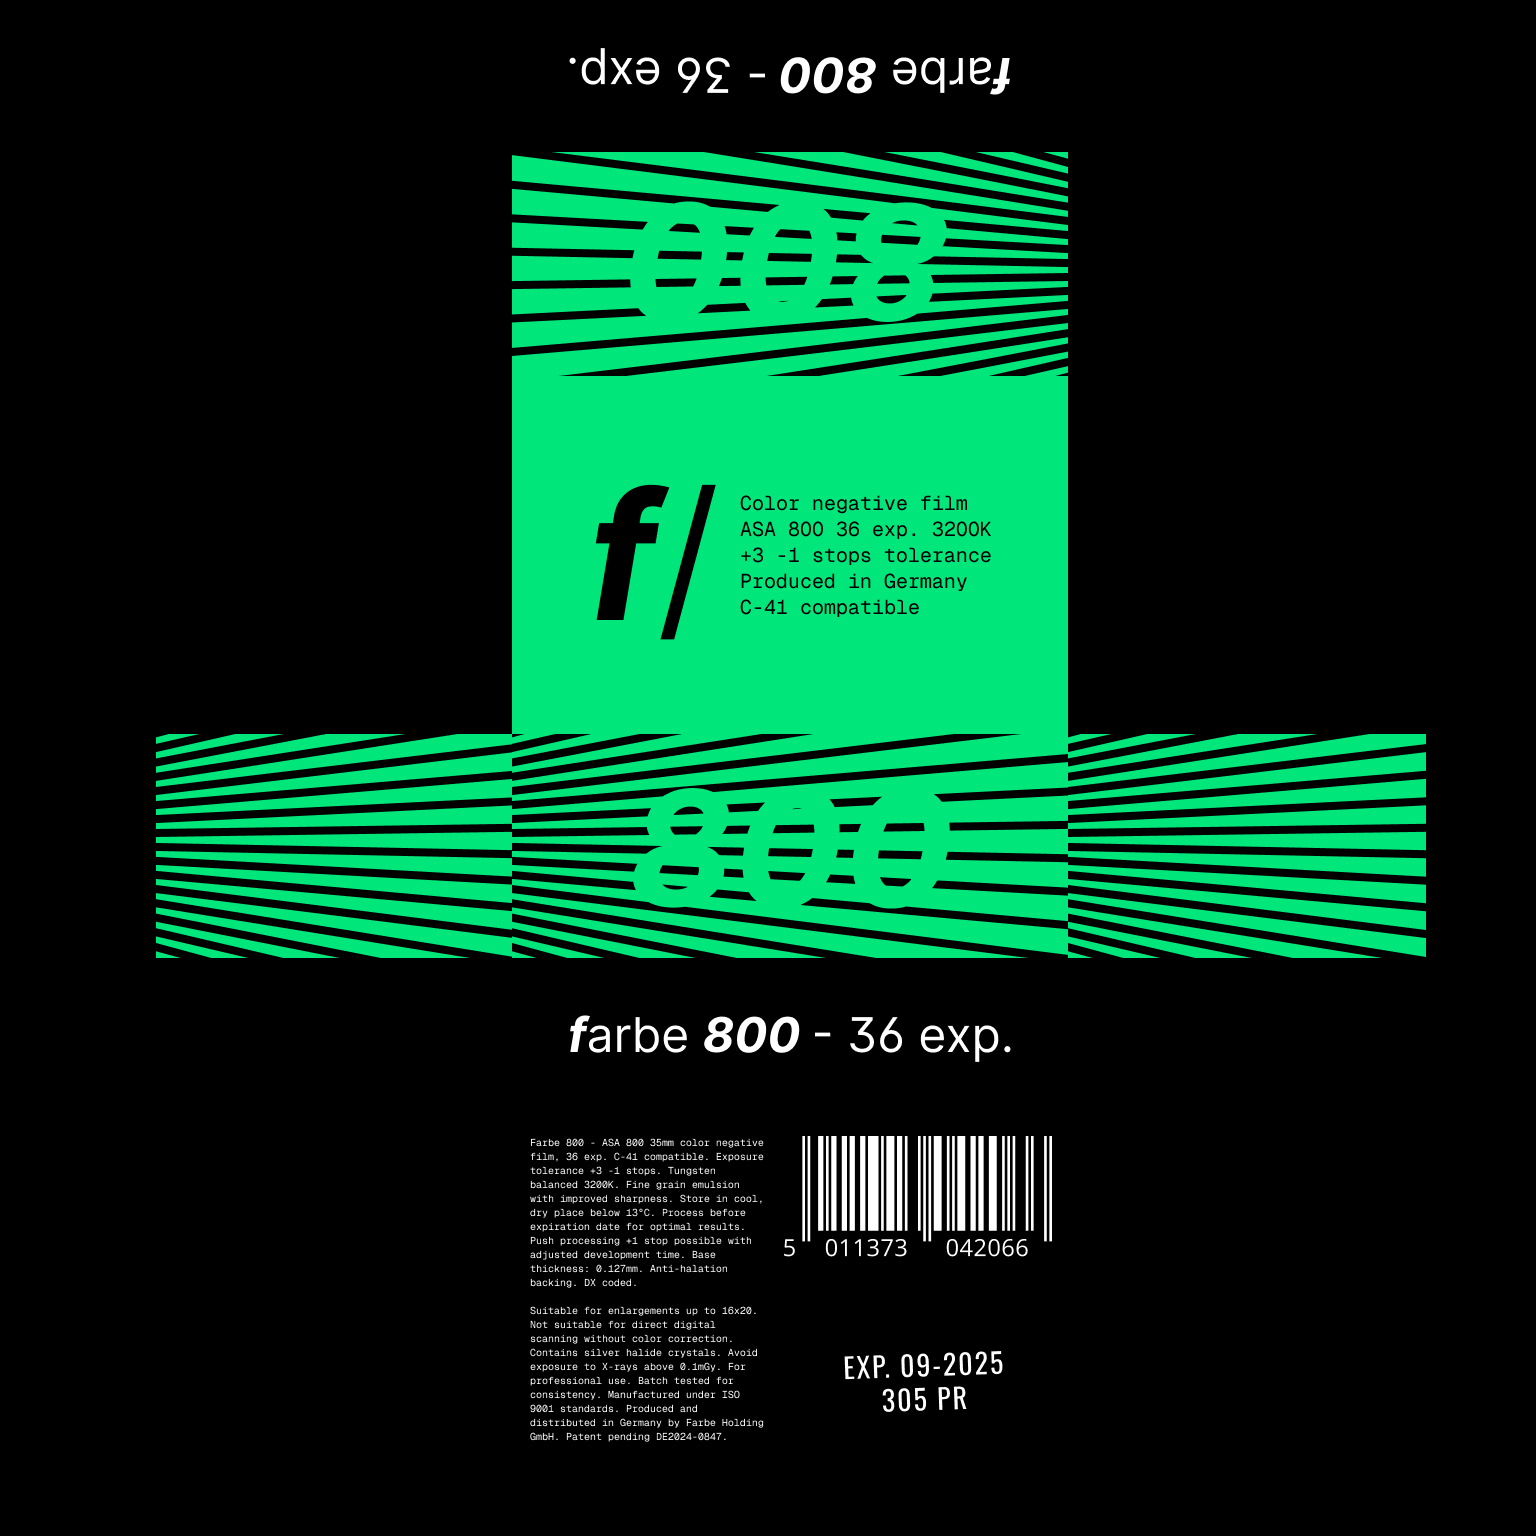 farbe 800 - 36 exp.
800
f/
Color negative film
ASA 800 36 exp. 3200K
+3 -1 stops tolerance
Produced in Germany
C-41 compatible
800
farbe 800 - 36 exp.
Farbe 800 - ASA 800 35mm color negative
film, 36 exp. C-41 compatible. Exposure
tolerance +3 -1 stops. Tungsten
balanced 3200K. Fine grain emulsion
with improved sharpness. Store in cool,
dry place below 13°C. Process before
expiration date for optimal results.
Push processing +1 stop possible with
adjusted development time. Base
thickness: 0.127mm. Anti-halation
backing. DX coded.
Suitable for enlargements up to 16x20.
Not suitable for direct digital
scanning without color correction.
Contains silver halide crystals. Avoid
exposure to X-rays above 0.1mGy. For
professional use. Batch tested for
consistency. Manufactured under ISO
9001 standards. Produced and
distributed in Germany by Farbe Holding
GmbH. Patent pending DE2024-0847.
5 011373 042066
EXP. 09-2025
305 PR